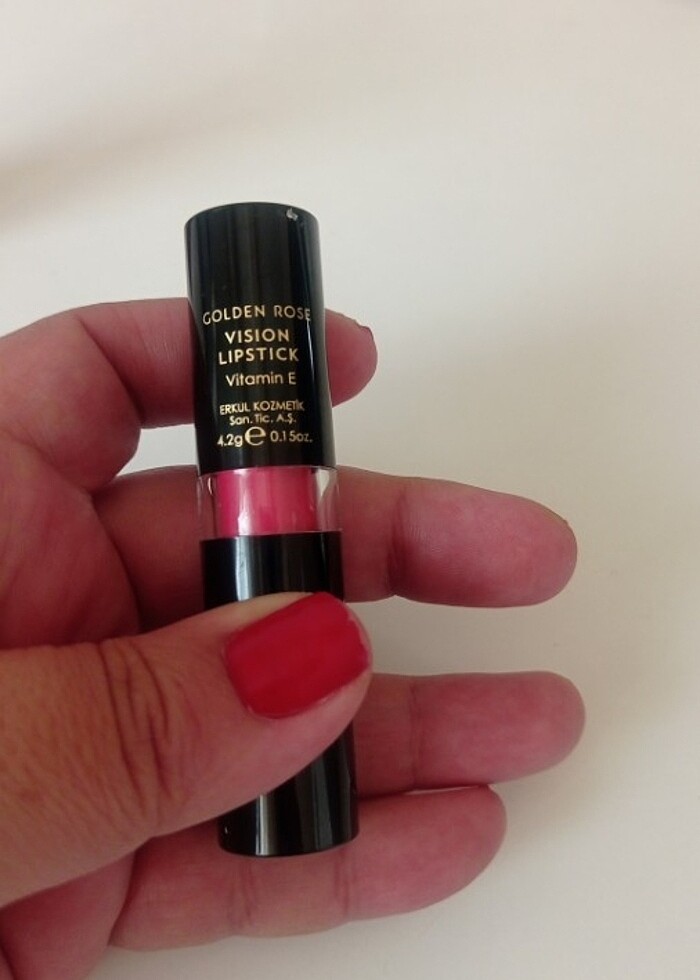 GOLDEN ROSE
VISION
LIPSTICK
Vitamin E
ERKUL KOZMETİK
San. Tic. A.Ş.
4.2g ℮ 0.15oz.